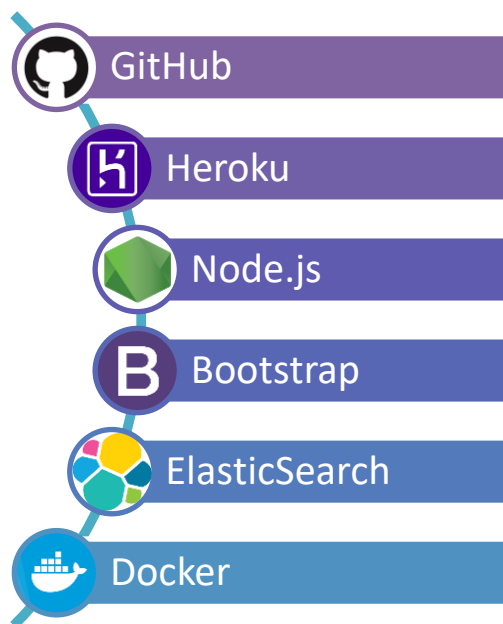 GitHub
Heroku
Node.js
B Bootstrap
ElasticSearch
Docker